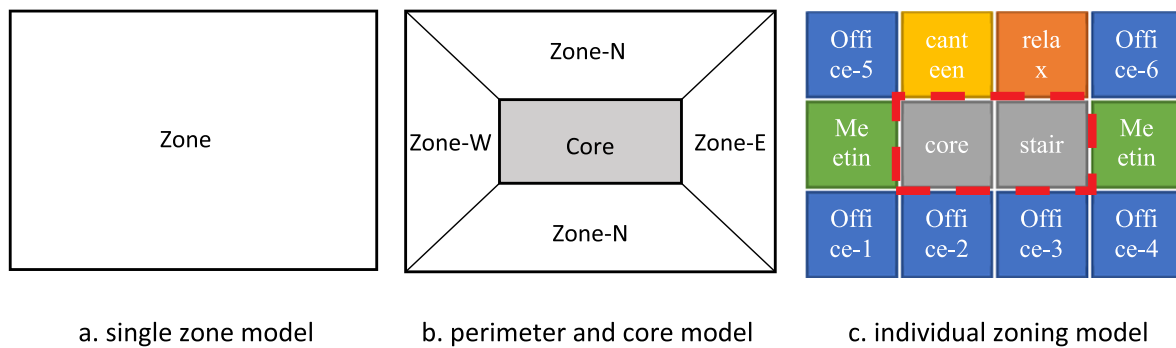 Zone
Zone-N
Zone-W
Core
Zone-E
Zone-N
Offi
ce-5
cant
een
rela
x
Offi
ce-6
Me
etin
core
stair
Me
etin
Offi
ce-1
Offi
ce-2
Offi
ce-3
Offi
ce-4
a. single zone model
b. perimeter and core model
c. individual zoning model